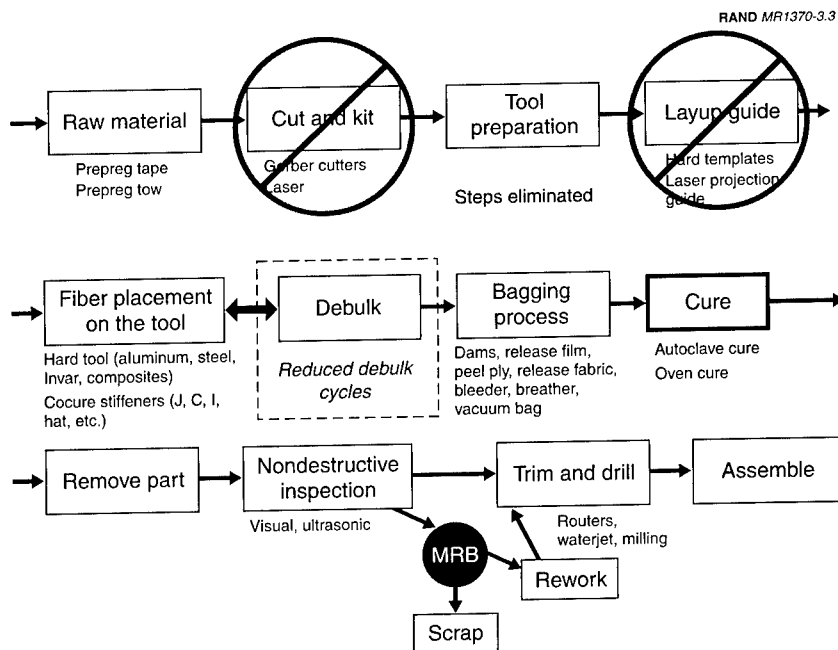 RAND MR1370-3.3
Raw material
Prepreg tape
Prepreg tow
Cut and kit
Gerber cutters
Laser
Tool
preparation
Steps eliminated
Layup guide
Hard templates
Laser projection
guide
Fiber placement
on the tool
Hard tool (aluminum, steel,
Invar, composites)
Cocure stiffeners (J, C, I,
hat, etc.)
Debulk
Reduced debulk
cycles
Bagging
process
Dams, release film,
peel ply, release fabric,
bleeder, breather,
vacuum bag
Cure
Autoclave cure
Oven cure
Remove part
Nondestructive
inspection
Visual, ultrasonic
Trim and drill
Routers,
waterjet, milling
Assemble
MRB
Rework
Scrap